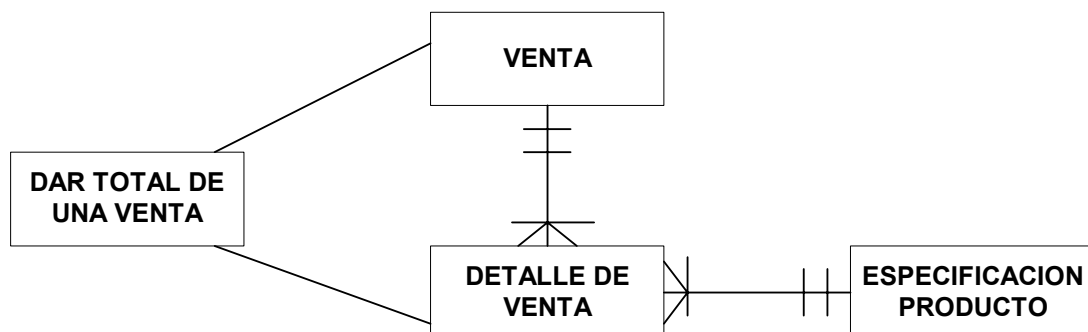 VENTA
DAR TOTAL DE
UNA VENTA
DETALLE DE
VENTA
ESPECIFICACION
PRODUCTO